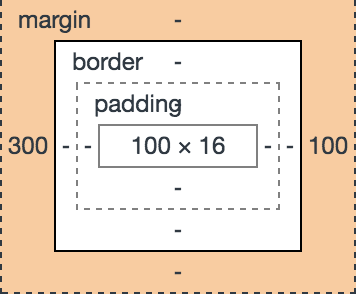 margin -
border -
padding -
300 - - 100 × 16 - - 100
-
-
-